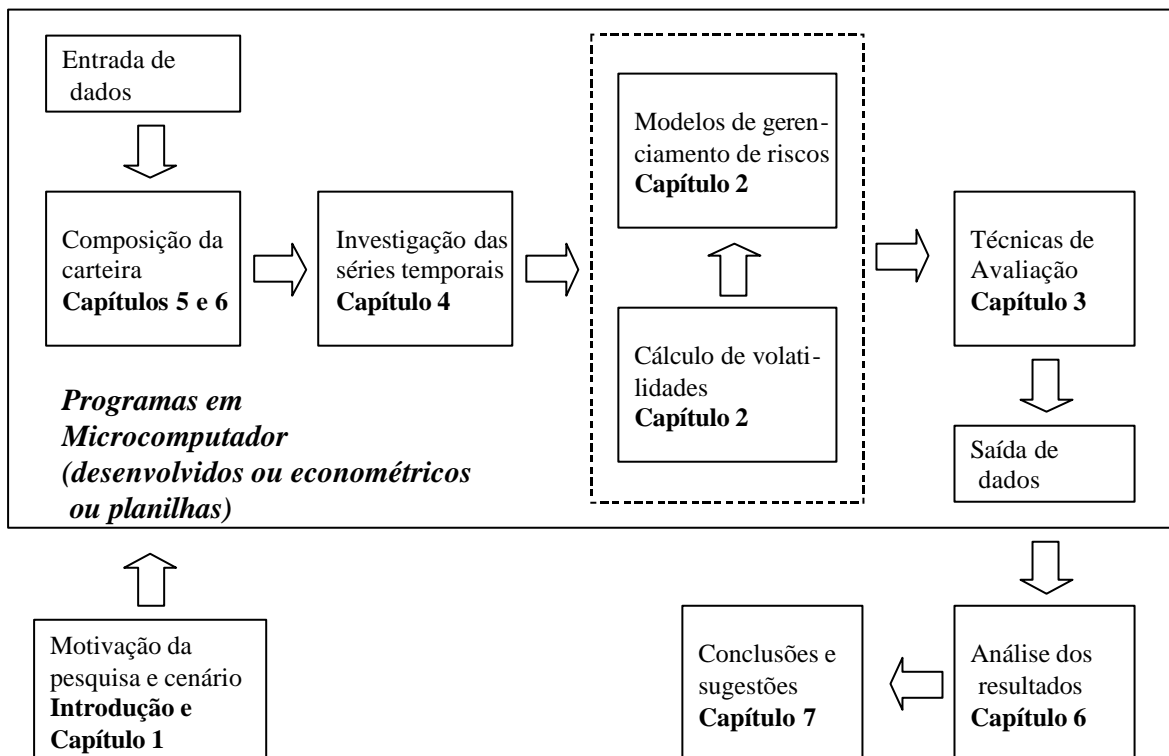 Entrada de
dados
Modelos de geren-
ciamento de riscos
Capítulo 2
Composição da
carteira
Capítulos 5 e 6
Investigação das
séries temporais
Capítulo 4
Técnicas de
Avaliação
Capítulo 3
Cálculo de volati-
lidades
Capítulo 2
Programas em
Microcomputador
(desenvolvidos ou econométricos
ou planilhas)
Saída de
dados
Motivação da
pesquisa e cenário
Introdução e
Capítulo 1
Conclusões e
sugestões
Capítulo 7
Análise dos
resultados
Capítulo 6